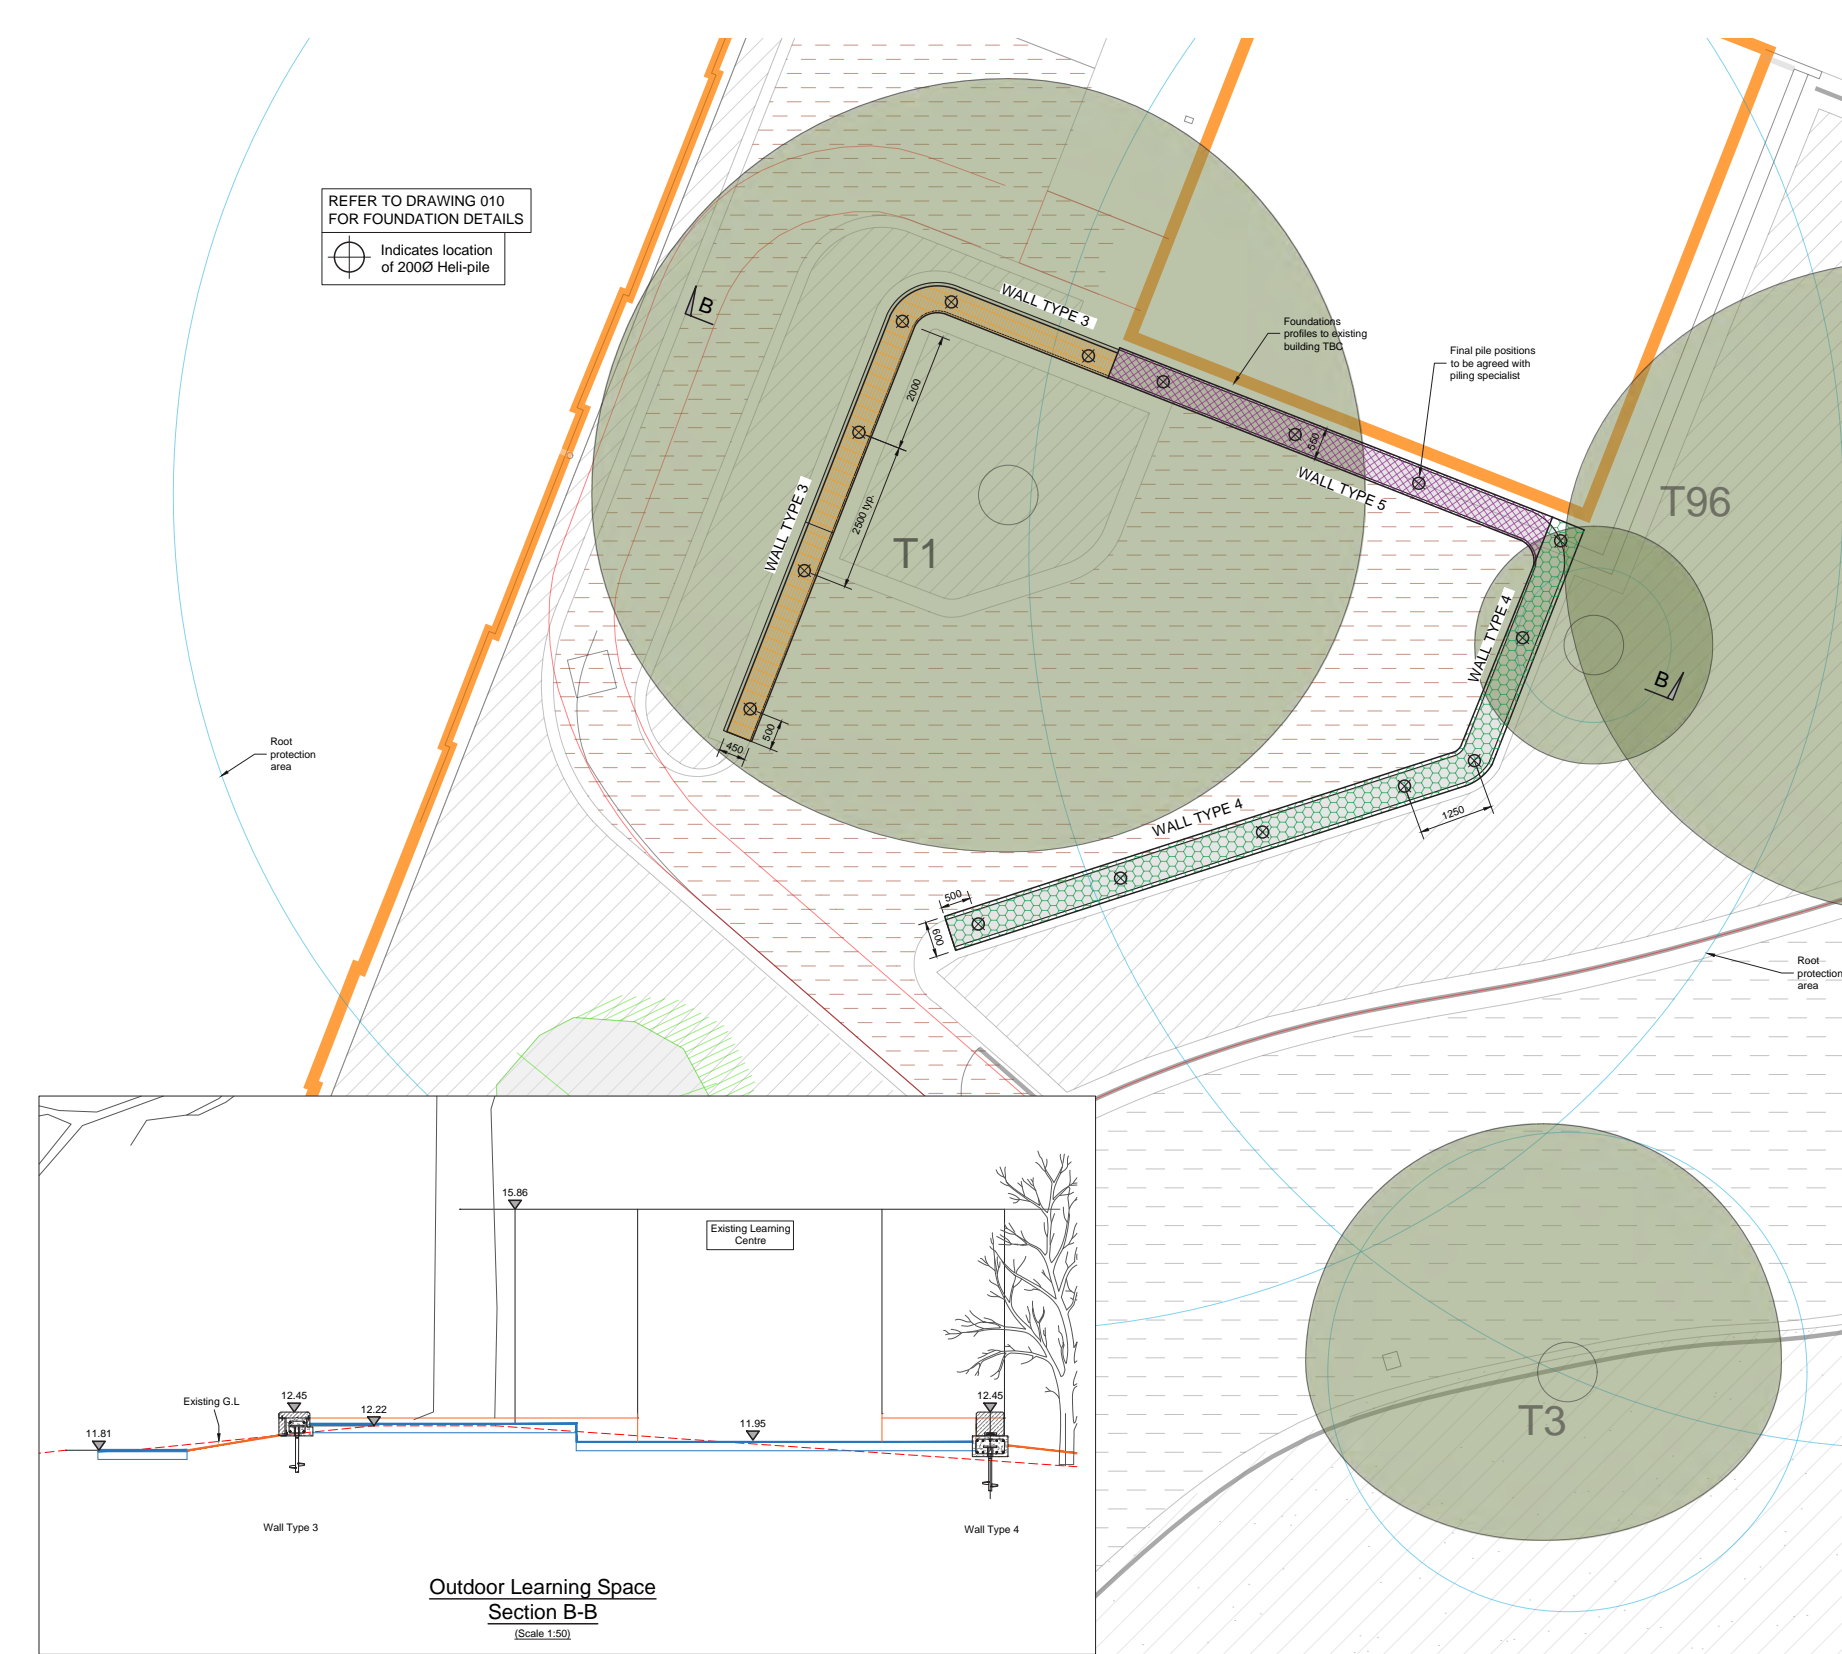 REFER TO DRAWING 010
FOR FOUNDATION DETAILS
Indicates location
of 200Ø Heli-pile
B
WALL TYPE 3
Foundations
profiles to existing
building TBC
Final pile positions
to be agreed with
piling specialist
2000
550
WALL TYPE 5
T96
WALL TYPE 3
2500 typ.
T1
WALL TYPE 4
B
500
450
Root
protection
area
WALL TYPE 4
1250
500
600
Root
protection
area
15.86
Existing Learning
Centre
Existing G.L
12.45
12.22
11.81
11.95
12.45
T3
Wall Type 3
Wall Type 4
Outdoor Learning Space
Section B-B
(Scale 1:50)